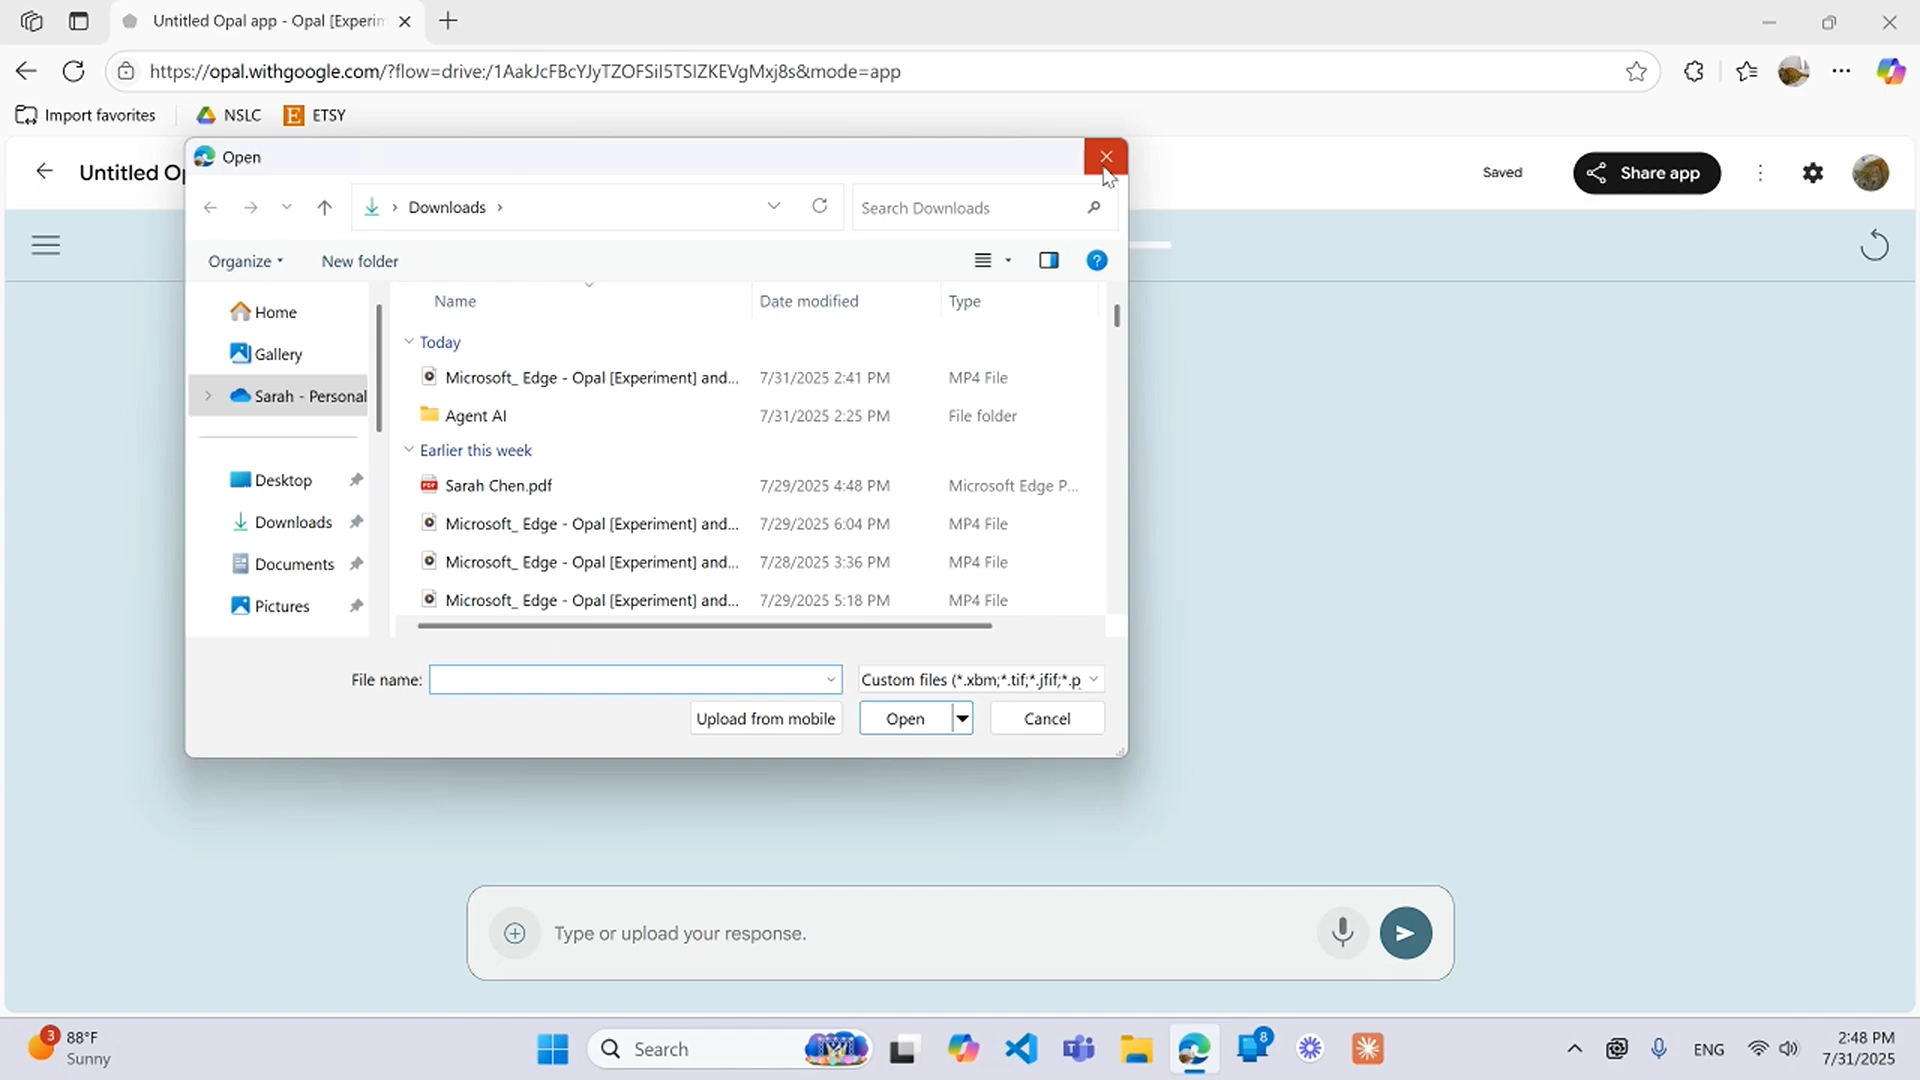 Untitled Opal app - Opal [Experim
https://opal.withgoogle.com/?flow=drive:/1AakJcFBcYJyTZOFSiI5TSIZKEVgMxj8s&mode=app
Import favorites
NSLC
ETSY
Open
Untitled Op
Saved
Share app
Downloads
Search Downloads
Organize
New folder
Home
Gallery
Sarah - Personal
Desktop
Downloads
Documents
Pictures
Name Date modified Type
Today
Microsoft_ Edge - Opal [Experiment] and... 7/31/2025 2:41 PM MP4 File
Agent AI 7/31/2025 2:25 PM File folder
Earlier this week
Sarah Chen.pdf 7/29/2025 4:48 PM Microsoft Edge P...
Microsoft_ Edge - Opal [Experiment] and... 7/29/2025 6:04 PM MP4 File
Microsoft_ Edge - Opal [Experiment] and... 7/28/2025 3:36 PM MP4 File
Microsoft_ Edge - Opal [Experiment] and... 7/29/2025 5:18 PM MP4 File
File name:
Custom files (*.xbm;*.tif;*.jfif;*.p
Upload from mobile
Open
Cancel
Type or upload your response.
3
88°F
Sunny
Search
8
ENG
2:48 PM
7/31/2025